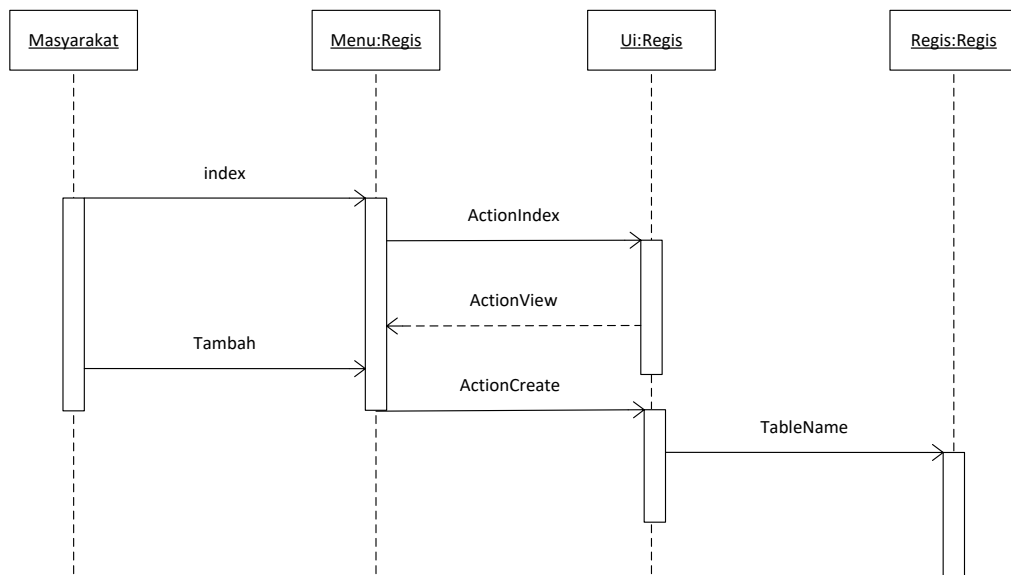 Masyarakat
Menu:Regis
Ui:Regis
Regis:Regis
index
ActionIndex
ActionView
Tambah
ActionCreate
TableName